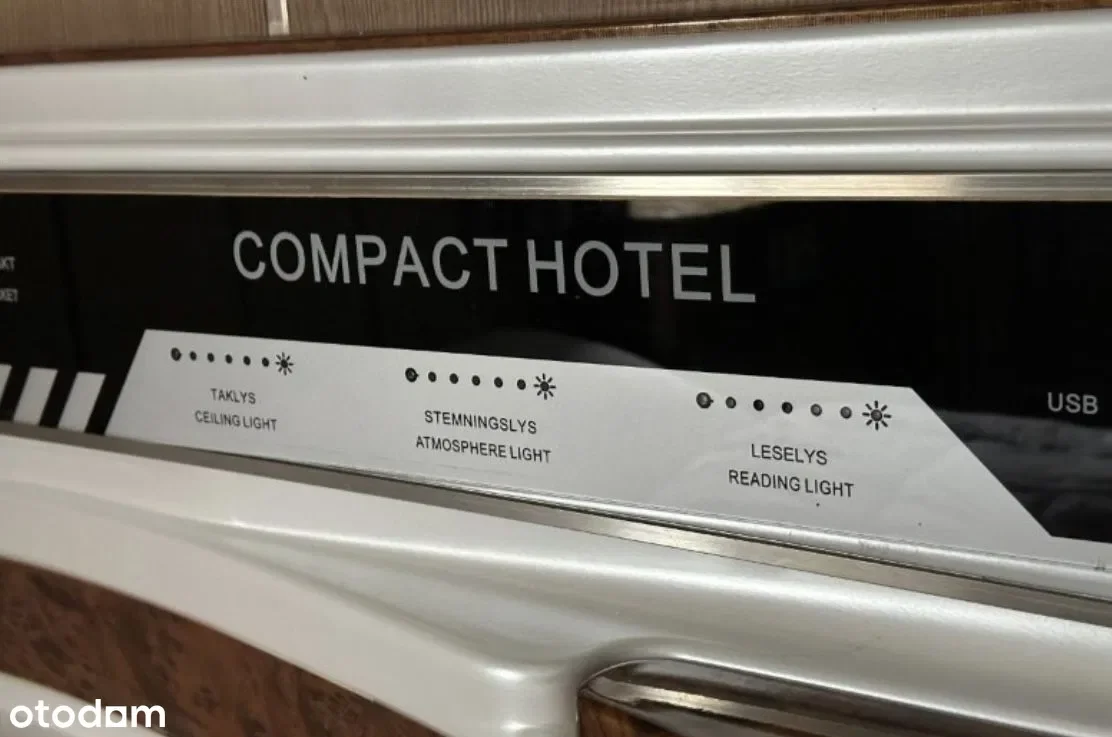 COMPACT HOTEL
TAKLYS
CEILING LIGHT
STEMNINGSLYS
ATMOSPHERE LIGHT
LESELYS
READING LIGHT
USB
otodom